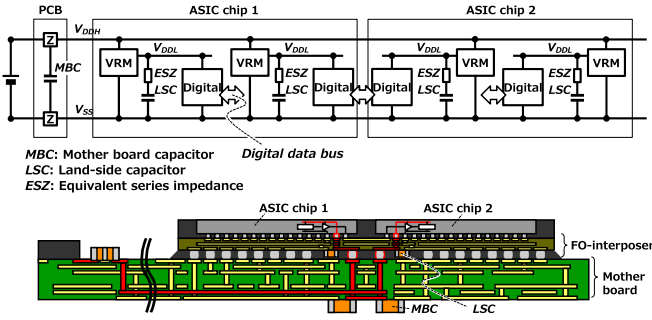 PCB ASIC chip 1 ASIC chip 2
Z VDDH
VDDL VDDL VDDL VDDL
VRM VRM VRM VRM
MBC ESZ ESZ ESZ ESZ
LSC Digital LSC Digital Digital LSC Digital LSC Digital
Z VSS
Digital data bus
MBC: Mother board capacitor
LSC: Land-side capacitor
ESZ: Equivalent series impedance
ASIC chip 1 ASIC chip 2
FO-interposer
Mother
board
MBC LSC